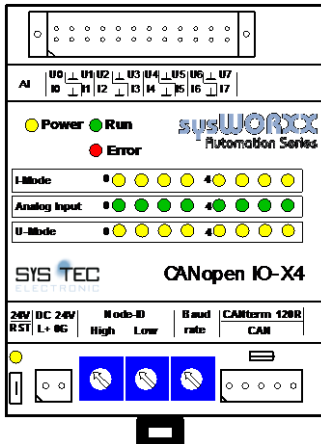 U0 ⊥ U1 U2 ⊥ U3 U4 ⊥ U5 U6 ⊥ U7
AI I0 ⊥ I1 I2 ⊥ I3 I4 ⊥ I5 I6 ⊥ I7
Power Run sysWORXX
Error Automation Series
I-Mode 0 4
Analog Input 0 4
U-Mode 0 4
SYS TEC
ELECTRONIC
CANopen IO-X4
24V DC 24V Node-ID Baud CANterm 120R
RST L+ 0G High Low rate CAN